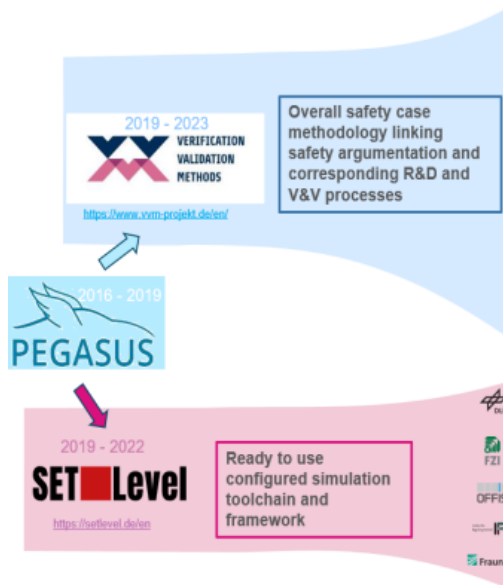 2019 - 2023
VERIFICATION
VALIDATION
METHODS
https://www.vvm-projekt.de/en/
Overall safety case
methodology linking
safety argumentation and
corresponding R&D and
V&V processes
2016 - 2019
PEGASUS
2019 - 2022
SET Level
https://setlevel.de/en
Ready to use
configured simulation
toolchain and
framework
FZI
OFFIS